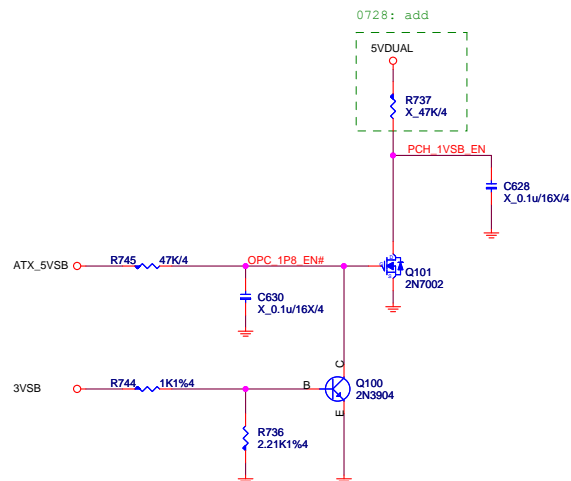 0728: add
5VDUAL
R737
X_47K/4
PCH_1VSB_EN
C628
X_0.1u/16X/4
ATX_5VSB
R745 47K/4
OPC_1P8_EN#
Q101
2N7002
C630
X_0.1u/16X/4
C
Q100
2N3904
3VSB
R744 1K1%4
B
E
R736
2.21K1%4